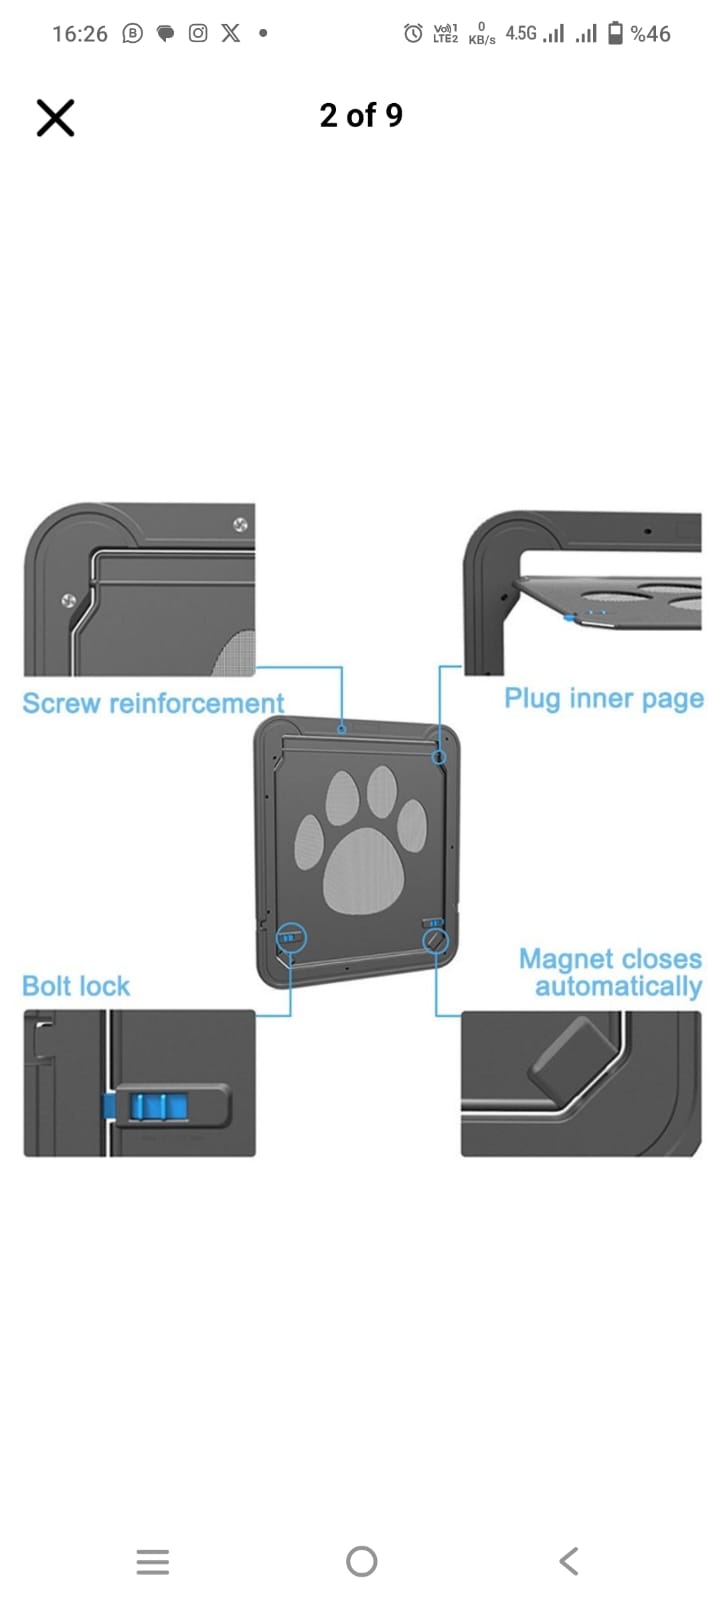 16:26 Vo)) 1 LTE2 0 KB/s 4.5G %46
2 of 9
Screw reinforcement
Plug inner page
Bolt lock
Magnet closes
automatically